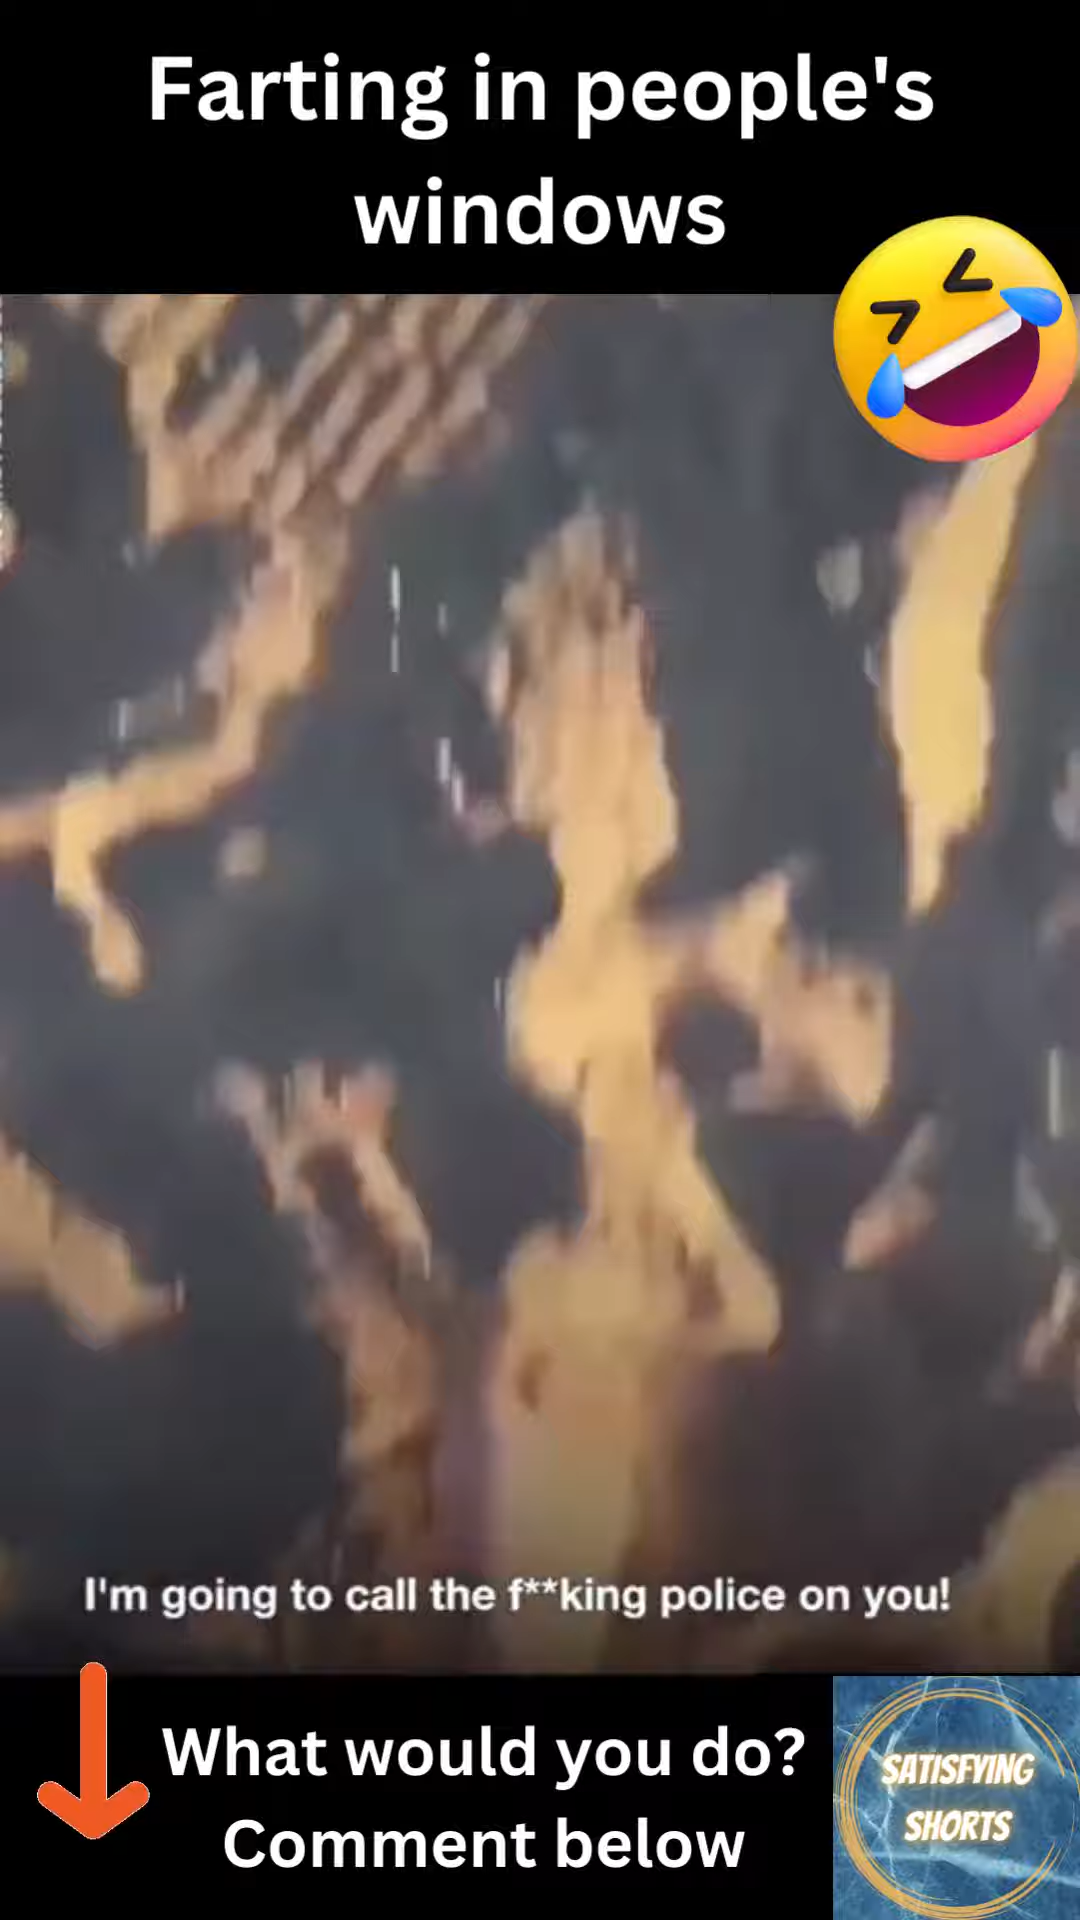 Farting in people's
windows
I'm going to call the f**king police on you!
What would you do?
Comment below
SATISFYING
SHORTS